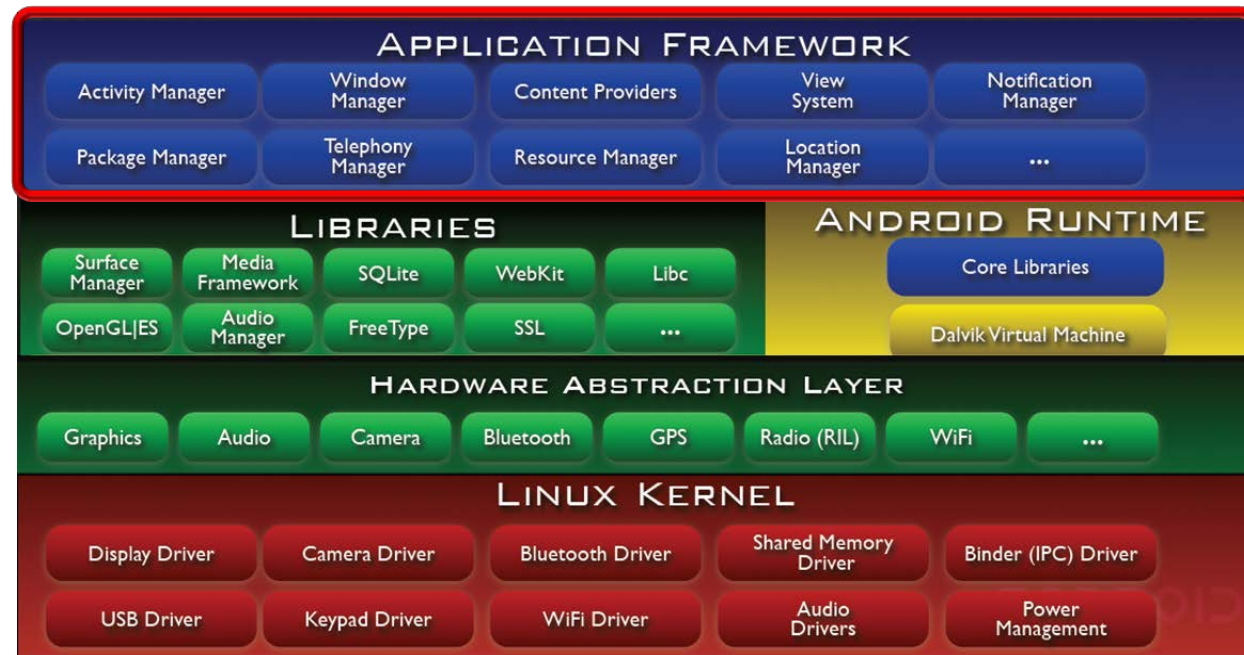 APPLICATION FRAMEWORK
Activity Manager
Window
Manager
Content Providers
View
System
Notification
Manager
Package Manager
Telephony
Manager
Resource Manager
Location
Manager
...
LIBRARIES
Surface
Manager
Media
Framework
SQLite
WebKit
Libc
OpenGL|ES
Audio
Manager
FreeType
SSL
...
ANDROID RUNTIME
Core Libraries
Dalvik Virtual Machine
HARDWARE ABSTRACTION LAYER
Graphics
Audio
Camera
Bluetooth
GPS
Radio (RIL)
WiFi
...
LINUX KERNEL
Display Driver
Camera Driver
Bluetooth Driver
Shared Memory
Driver
Binder (IPC) Driver
USB Driver
Keypad Driver
WiFi Driver
Audio
Drivers
Power
Management